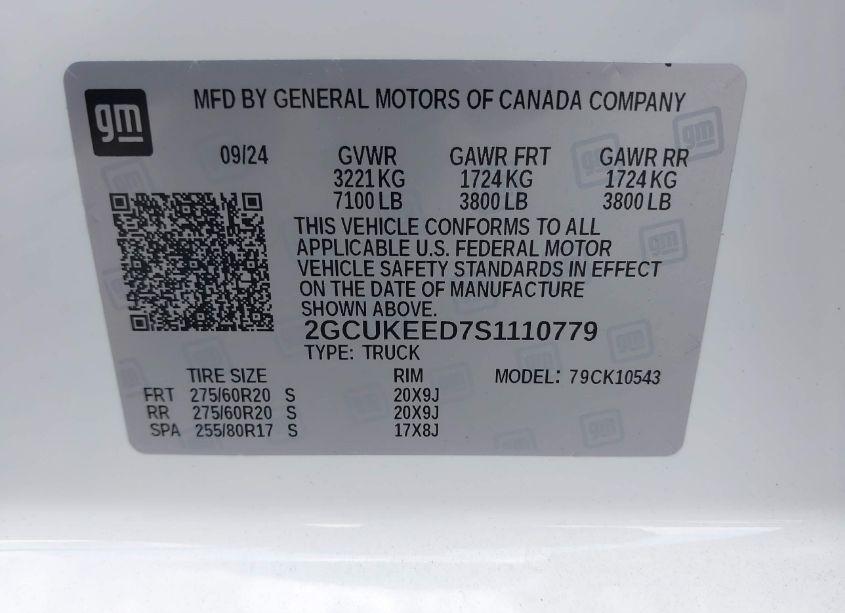 gm
MFD BY GENERAL MOTORS OF CANADA COMPANY
09/24 GVWR GAWR FRT GAWR RR
3221 KG 1724 KG 1724 KG
7100 LB 3800 LB 3800 LB
THIS VEHICLE CONFORMS TO ALL
APPLICABLE U.S. FEDERAL MOTOR
VEHICLE SAFETY STANDARDS IN EFFECT
ON THE DATE OF MANUFACTURE
SHOWN ABOVE.
2GCUKEED7S1110779
TYPE: TRUCK
TIRE SIZE RIM MODEL: 79CK10543
FRT 275/60R20 S 20X9J
RR 275/60R20 S 20X9J
SPA 255/80R17 S 17X8J